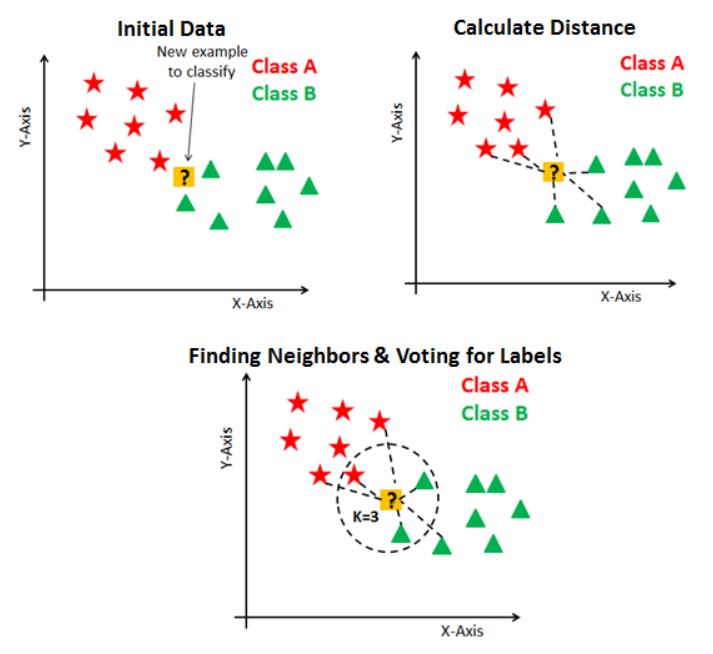 Initial Data
New example
to classify
Class A
Class B
Y-Axis
?
X-Axis
Calculate Distance
Class A
Class B
Y-Axis
?
X-Axis
Finding Neighbors & Voting for Labels
Class A
Class B
Y-Axis
?
K=3
X-Axis